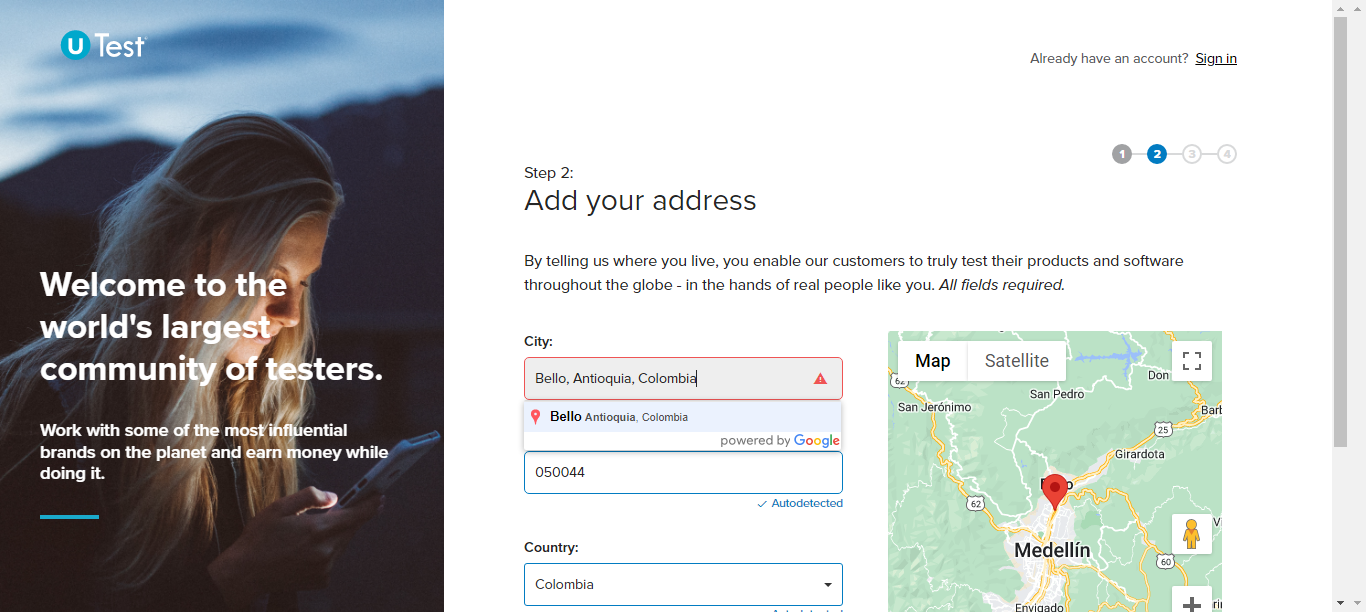 U Test
Already have an account? Sign in
1 2 3 4
Step 2:
Add your address
Welcome to the
world's largest
community of testers.
Work with some of the most influential
brands on the planet and earn money while
doing it.
By telling us where you live, you enable our customers to truly test their products and software
throughout the globe - in the hands of real people like you. All fields required.
City:
Bello, Antioquia, Colombia
Bello Antioquia, Colombia
powered by Google
050044
Autodetected
Country:
Colombia
Map Satellite
62
Don
San Pedro
San Jerónimo
Barb
25
Girardota
62
Medellín
60
Envigado